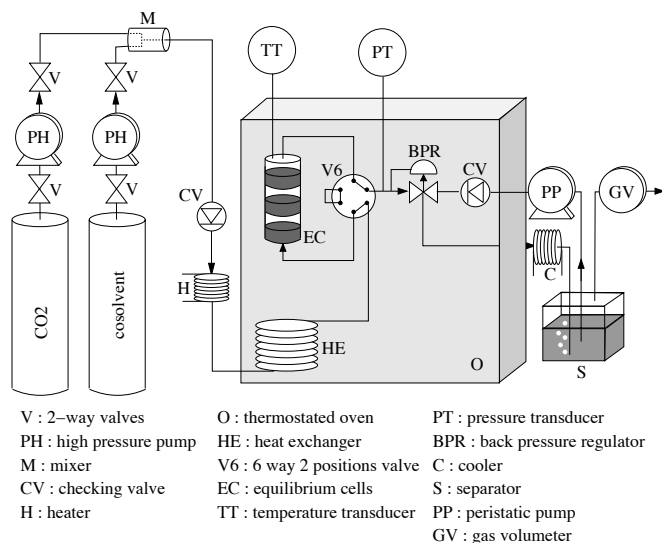 M
TT
PT
V
V
PH
PH
BPR
V6
CV
PP
GV
V
V
CV
EC
C
H
CO2
cosolvent
HE
O
S
V : 2−way valves
PH : high pressure pump
M : mixer
CV : checking valve
H : heater
O : thermostated oven
HE : heat exchanger
V6 : 6 way 2 positions valve
EC : equilibrium cells
TT : temperature transducer
PT : pressure transducer
BPR : back pressure regulator
C : cooler
S : separator
PP : peristatic pump
GV : gas volumeter